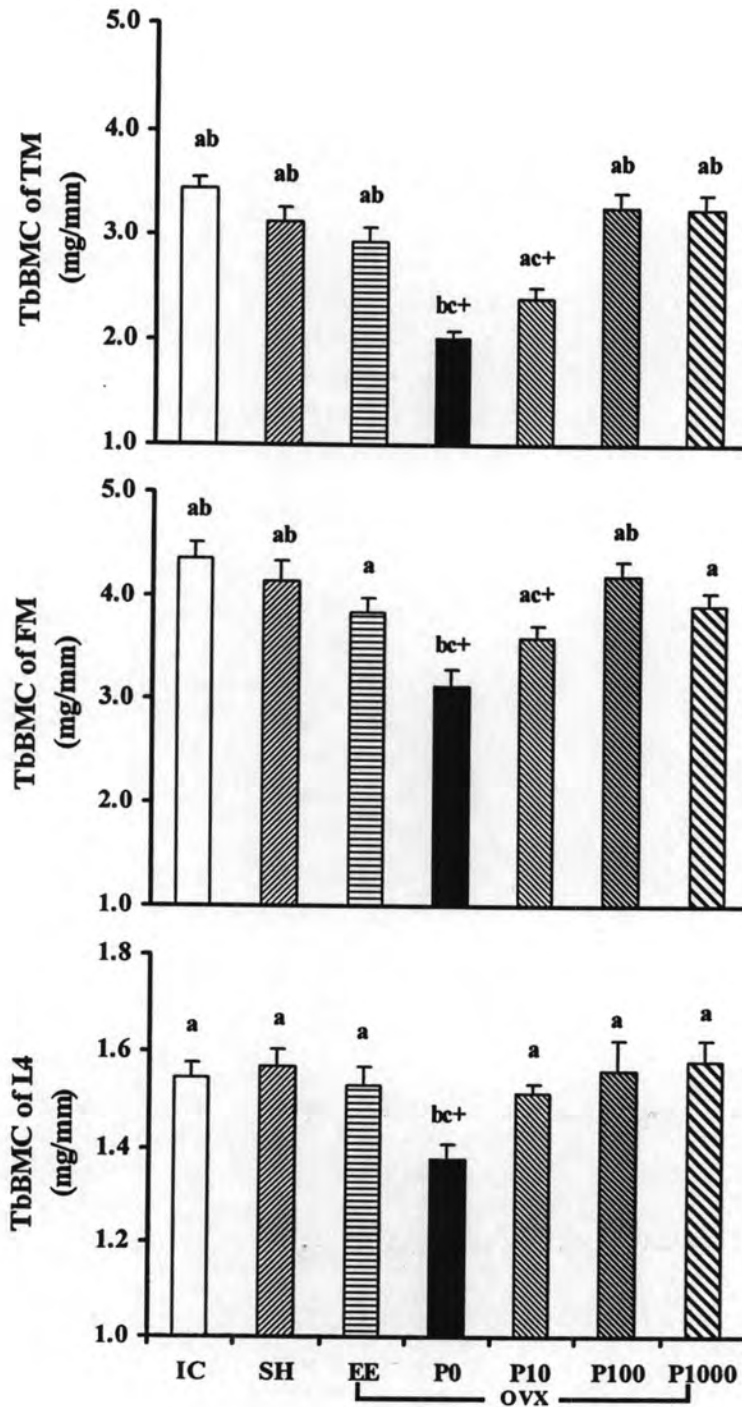 TbBMC of TM
(mg/mm)
5.0
4.0
3.0
2.0
1.0
ab
ab
ab
bc+
ac+
ab
ab
TbBMC of FM
(mg/mm)
5.0
4.0
3.0
2.0
1.0
ab
ab
a
bc+
ac+
ab
a
TbBMC of L4
(mg/mm)
1.8
1.6
1.4
1.2
1.0
a
a
a
bc+
a
a
a
IC SH EE P0 P10 P100 P1000
OVX